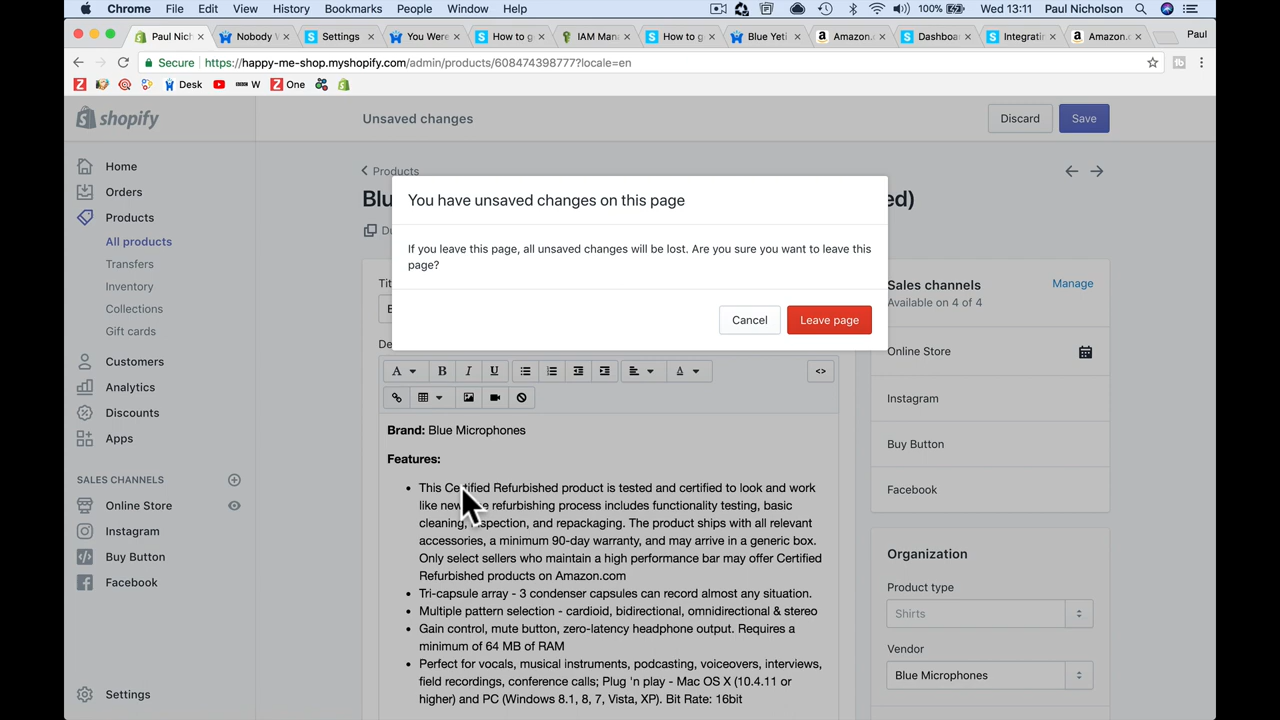 Chrome File Edit View History Bookmarks People Window Help 100% Wed 13:11 Paul Nicholson
Paul Nich Nobody Settings You Were How to g IAM Man How to g Blue Yeti Amazon.c Dashboa Integratin Amazon.c Paul
Secure https://happy-me-shop.myshopify.com/admin/products/608474398777?locale=en
Desk W One
shopify
Unsaved changes
Discard
Save
Home
Orders
Products
All products
Transfers
Inventory
Collections
Gift cards
Customers
Analytics
Discounts
Apps
SALES CHANNELS
Online Store
Instagram
Buy Button
Facebook
Settings
Products
Blu ed)
Du
You have unsaved changes on this page
If you leave this page, all unsaved changes will be lost. Are you sure you want to leave this
page?
Cancel
Leave page
Tit
B
De
A B I U A <>
Brand: Blue Microphones
Features:
• This Certified Refurbished product is tested and certified to look and work
like new. refurbishing process includes functionality testing, basic
cleaning, inspection, and repackaging. The product ships with all relevant
accessories, a minimum 90-day warranty, and may arrive in a generic box.
Only select sellers who maintain a high performance bar may offer Certified
Refurbished products on Amazon.com
• Tri-capsule array - 3 condenser capsules can record almost any situation.
• Multiple pattern selection - cardioid, bidirectional, omnidirectional & stereo
• Gain control, mute button, zero-latency headphone output. Requires a
minimum of 64 MB of RAM
• Perfect for vocals, musical instruments, podcasting, voiceovers, interviews,
field recordings, conference calls; Plug 'n play - Mac OS X (10.4.11 or
higher) and PC (Windows 8.1, 8, 7, Vista, XP). Bit Rate: 16bit
Sales channels
Manage
Available on 4 of 4
Online Store
Instagram
Buy Button
Facebook
Organization
Product type
Shirts
Vendor
Blue Microphones